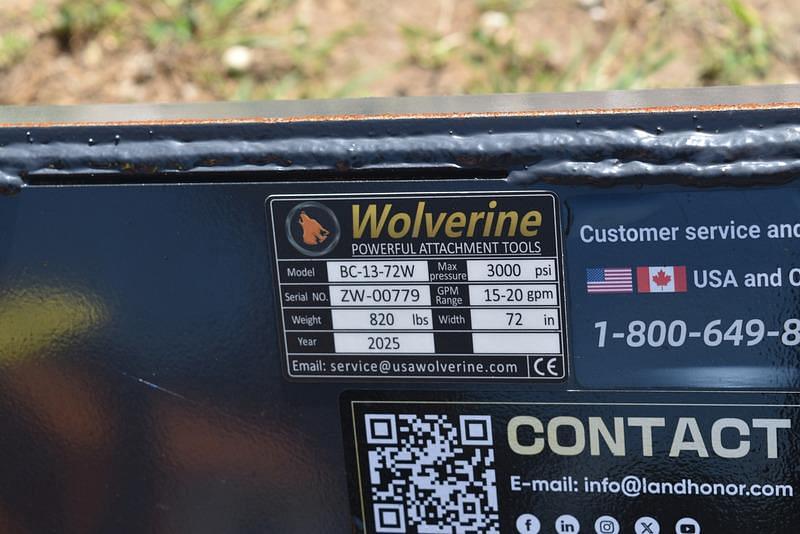 Wolverine
POWERFUL ATTACHMENT TOOLS
Model BC-13-72W Max pressure 3000 psi
Serial NO. ZW-00779 GPM Range 15-20 gpm
Weight 820 lbs Width 72 in
Year 2025
Email: service@usawolverine.com CE
Customer service and
USA and C
1-800-649-8
CONTACT
E-mail: info@landhonor.com